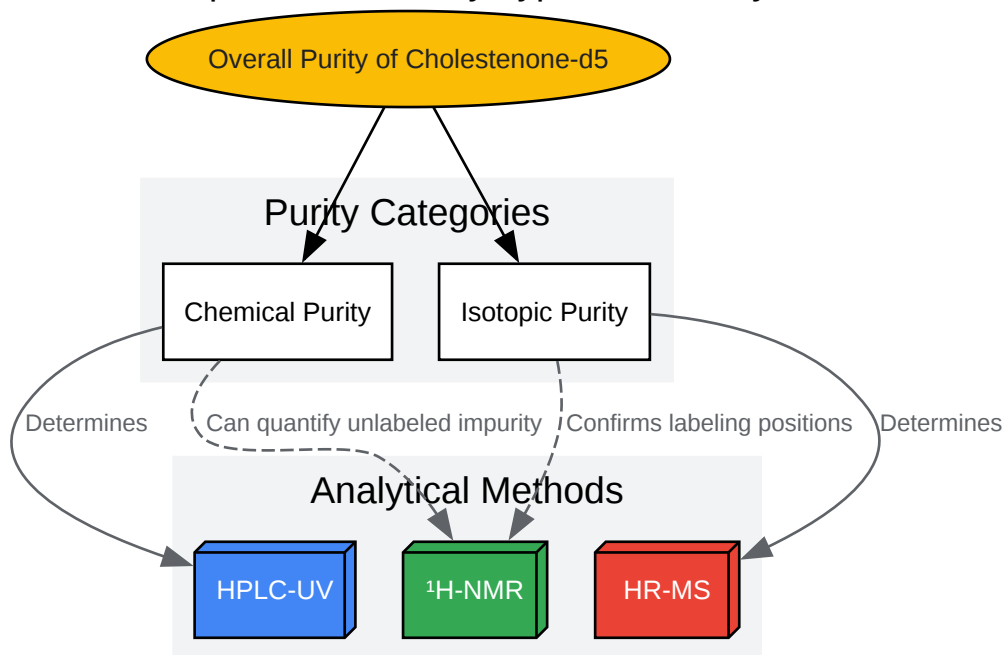 Overall Purity of Cholestenone-d5
Purity Categories
Chemical Purity
Isotopic Purity
Determines
Can quantify unlabeled impurity
Confirms labeling positions
Determines
Analytical Methods
HPLC-UV
¹H-NMR
HR-MS